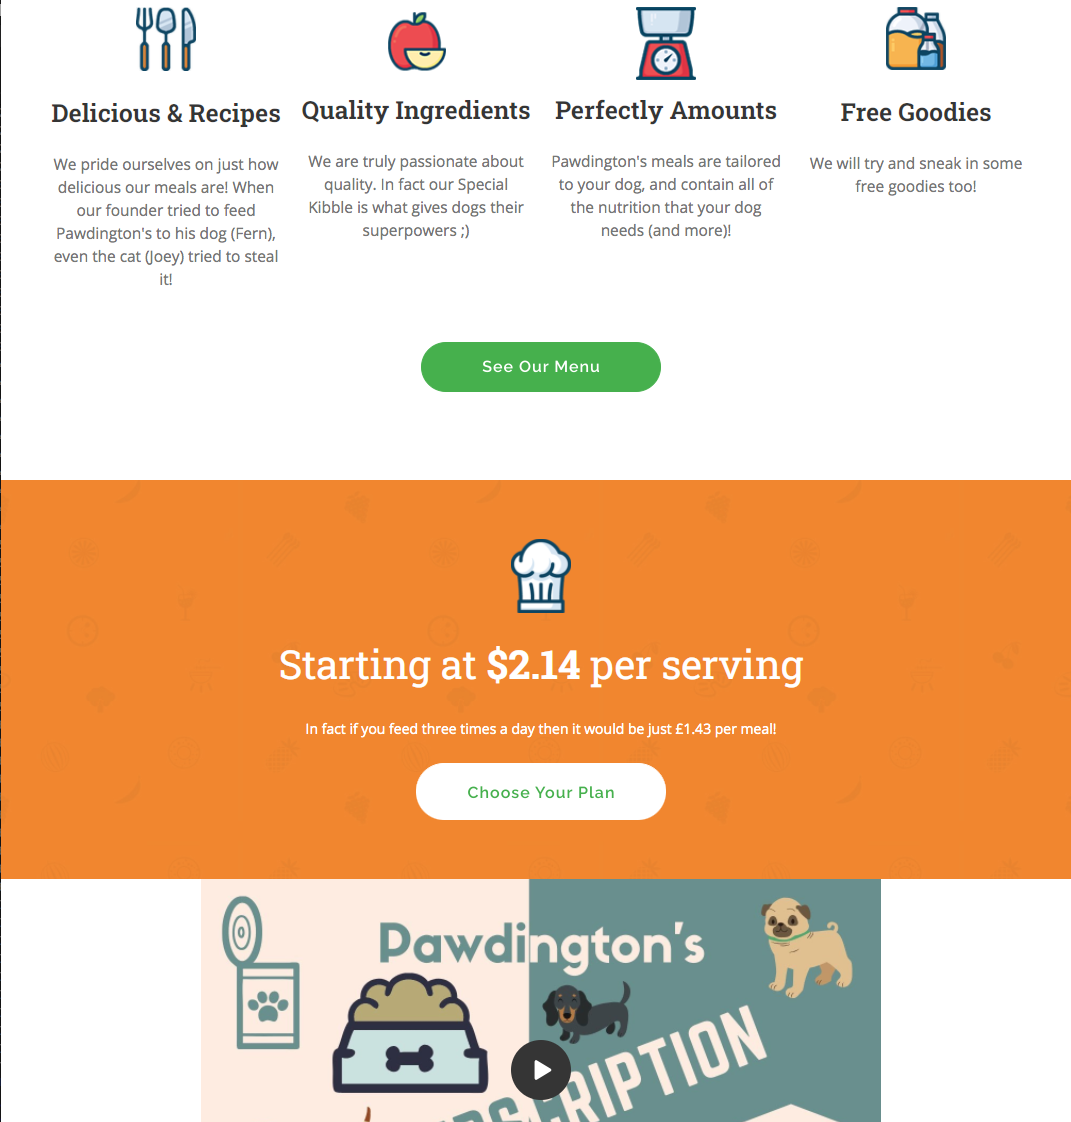 Delicious & Recipes
We pride ourselves on just how
delicious our meals are! When
our founder tried to feed
Pawdington's to his dog (Fern),
even the cat (Joey) tried to steal
it!
Quality Ingredients
We are truly passionate about
quality. In fact our Special
Kibble is what gives dogs their
superpowers ;)
Perfectly Amounts
Pawdington's meals are tailored
to your dog, and contain all of
the nutrition that your dog
needs (and more)!
Free Goodies
We will try and sneak in some
free goodies too!
See Our Menu
Starting at $2.14 per serving
In fact if you feed three times a day then it would be just £1.43 per meal!
Choose Your Plan
Pawdington's